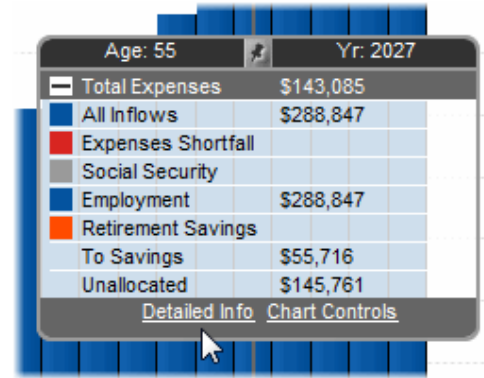 Age: 55 Yr: 2027
Total Expenses $143,085
All Inflows $288,847
Expenses Shortfall
Social Security
Employment $288,847
Retirement Savings
To Savings $55,716
Unallocated $145,761
Detailed Info Chart Controls